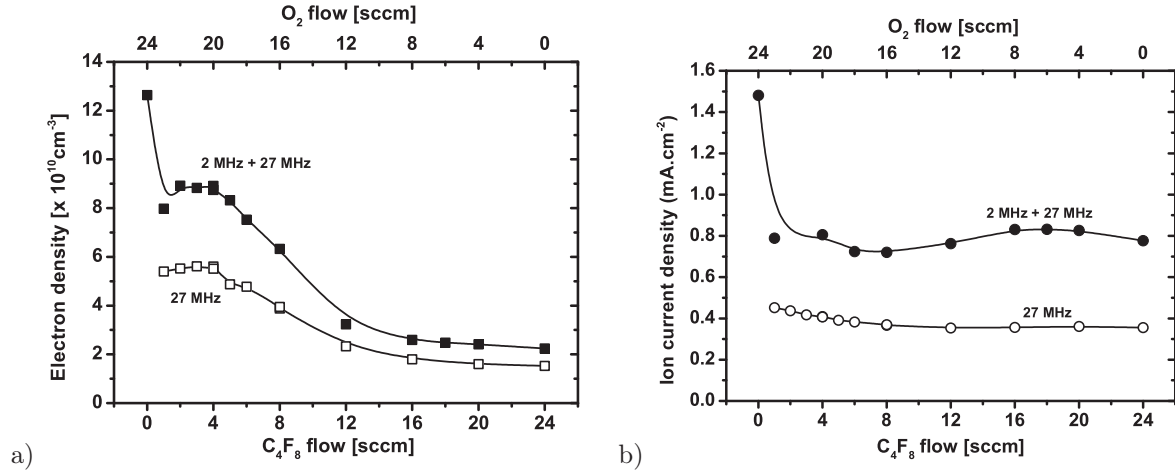 O₂ flow [sccm]
24 20 16 12 8 4 0
14
12
10
8
6
4
2
0
Electron density [x 10¹⁰cm⁻³]
2 MHz + 27 MHz
27 MHz
0 4 8 12 16 20 24
C₄F₈ flow [sccm]
a)
O₂ flow [sccm]
24 20 16 12 8 4 0
1.6
1.4
1.2
1.0
0.8
0.6
0.4
0.2
0.0
Ion current density (mA.cm⁻²)
2 MHz + 27 MHz
27 MHz
0 4 8 12 16 20 24
C₄F₈ flow [sccm]
b)